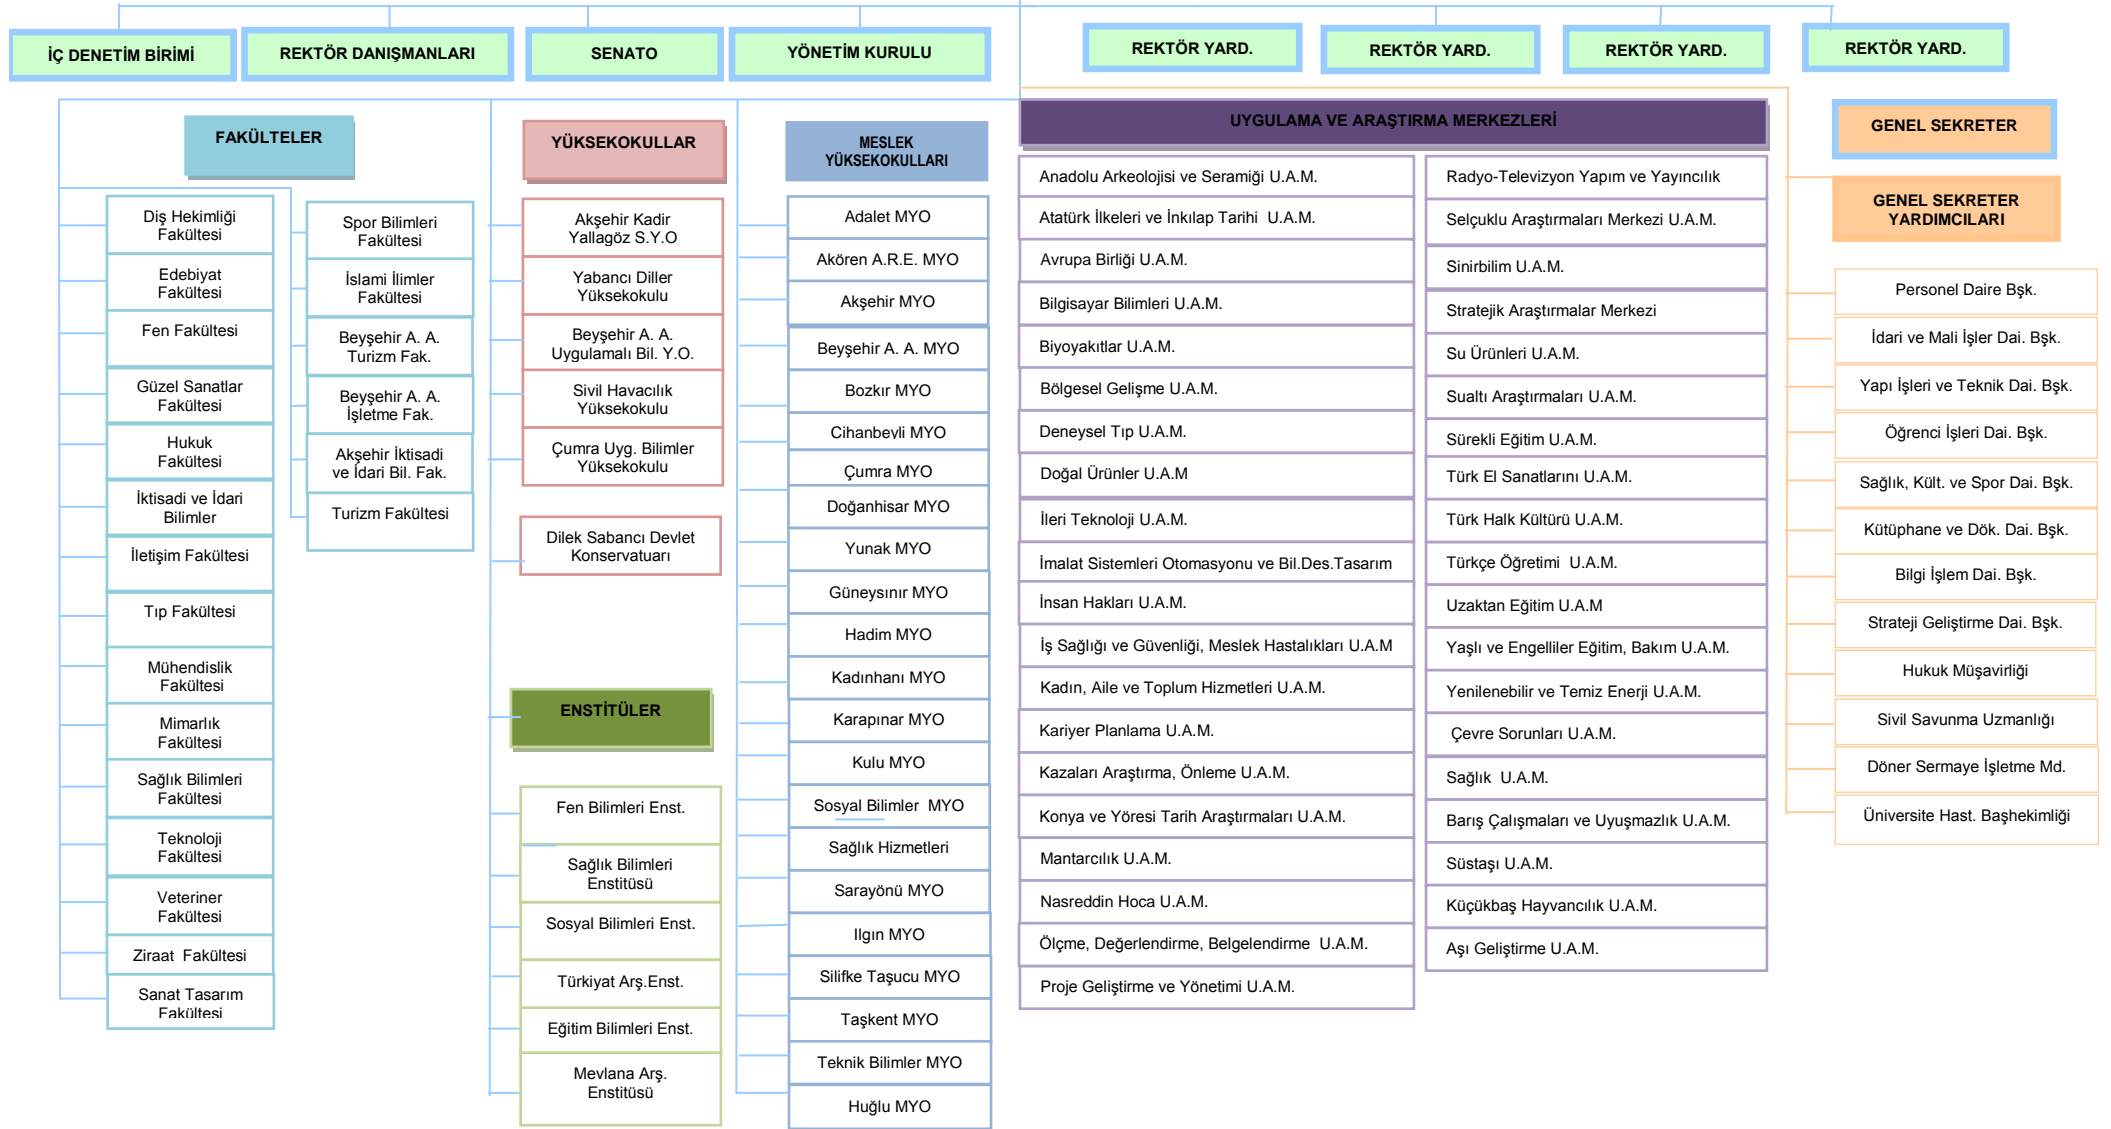 İÇ DENETİM BİRİMİ
REKTÖR DANIŞMANLARI
SENATO
YÖNETİM KURULU
REKTÖR YARD.
REKTÖR YARD.
REKTÖR YARD.
REKTÖR YARD.
FAKÜLTELER
Diş Hekimliği
Fakültesi
Edebiyat
Fakültesi
Fen Fakültesi
Güzel Sanatlar
Fakültesi
Hukuk
Fakültesi
İktisadi ve İdari
Bilimler
İletişim Fakültesi
Tıp Fakültesi
Mühendislik
Fakültesi
Mimarlık
Fakültesi
Sağlık Bilimleri
Fakültesi
Teknoloji
Fakültesi
Veteriner
Fakültesi
Ziraat Fakültesi
Sanat Tasarım
Fakültesi
Spor Bilimleri
Fakültesi
İslami İlimler
Fakültesi
Beyşehir A. A.
Turizm Fak.
Beyşehir A. A.
İşletme Fak.
Akşehir İktisadi
ve İdari Bil. Fak.
Turizm Fakültesi
YÜKSEKOKULLAR
Akşehir Kadir
Yallagöz S.Y.O
Yabancı Diller
Yüksekokulu
Beyşehir A. A.
Uygulamalı Bil. Y.O.
Sivil Havacılık
Yüksekokulu
Çumra Uyg. Bilimler
Yüksekokulu
Dilek Sabancı Devlet
Konservatuarı
ENSTİTÜLER
Fen Bilimleri Enst.
Sağlık Bilimleri
Enstitüsü
Sosyal Bilimleri Enst.
Türkiyat Arş.Enst.
Eğitim Bilimleri Enst.
Mevlana Arş.
Enstitüsü
MESLEK
YÜKSEKOKULLARI
Adalet MYO
Akören A.R.E. MYO
Akşehir MYO
Beyşehir A. A. MYO
Bozkır MYO
Cihanbeyli MYO
Çumra MYO
Doğanhisar MYO
Yunak MYO
Güneysınır MYO
Hadim MYO
Kadınhanı MYO
Karapınar MYO
Kulu MYO
Sosyal Bilimler MYO
Sağlık Hizmetleri
Sarayönü MYO
Ilgın MYO
Silifke Taşucu MYO
Taşkent MYO
Teknik Bilimler MYO
Huğlu MYO
UYGULAMA VE ARAŞTIRMA MERKEZLERİ
Anadolu Arkeolojisi ve Seramiği U.A.M.
Atatürk İlkeleri ve İnkılap Tarihi U.A.M.
Avrupa Birliği U.A.M.
Bilgisayar Bilimleri U.A.M.
Biyoyakıtlar U.A.M.
Bölgesel Gelişme U.A.M.
Deneysel Tıp U.A.M.
Doğal Ürünler U.A.M
İleri Teknoloji U.A.M.
İmalat Sistemleri Otomasyonu ve Bil.Des.Tasarım
İnsan Hakları U.A.M.
İş Sağlığı ve Güvenliği, Meslek Hastalıkları U.A.M
Kadın, Aile ve Toplum Hizmetleri U.A.M.
Kariyer Planlama U.A.M.
Kazaları Araştırma, Önleme U.A.M.
Konya ve Yöresi Tarih Araştırmaları U.A.M.
Mantarcılık U.A.M.
Nasreddin Hoca U.A.M.
Ölçme, Değerlendirme, Belgelendirme U.A.M.
Proje Geliştirme ve Yönetimi U.A.M.
Radyo-Televizyon Yapım ve Yayıncılık
Selçuklu Araştırmaları Merkezi U.A.M.
Sinirbilim U.A.M.
Stratejik Araştırmalar Merkezi
Su Ürünleri U.A.M.
Sualtı Araştırmaları U.A.M.
Sürekli Eğitim U.A.M.
Türk El Sanatlarını U.A.M.
Türk Halk Kültürü U.A.M.
Türkçe Öğretimi U.A.M.
Uzaktan Eğitim U.A.M
Yaşlı ve Engelliler Eğitim, Bakım U.A.M.
Yenilenebilir ve Temiz Enerji U.A.M.
Çevre Sorunları U.A.M.
Sağlık U.A.M.
Barış Çalışmaları ve Uyuşmazlık U.A.M.
Süstaşı U.A.M.
Küçükbaş Hayvancılık U.A.M.
Aşı Geliştirme U.A.M.
GENEL SEKRETER
GENEL SEKRETER
YARDIMCILARI
Personel Daire Bşk.
İdari ve Mali İşler Dai. Bşk.
Yapı İşleri ve Teknik Dai. Bşk.
Öğrenci İşleri Dai. Bşk.
Sağlık, Kült. ve Spor Dai. Bşk.
Kütüphane ve Dök. Dai. Bşk.
Bilgi İşlem Dai. Bşk.
Strateji Geliştirme Dai. Bşk.
Hukuk Müşavirliği
Sivil Savunma Uzmanlığı
Döner Sermaye İşletme Md.
Üniversite Hast. Başhekimliği